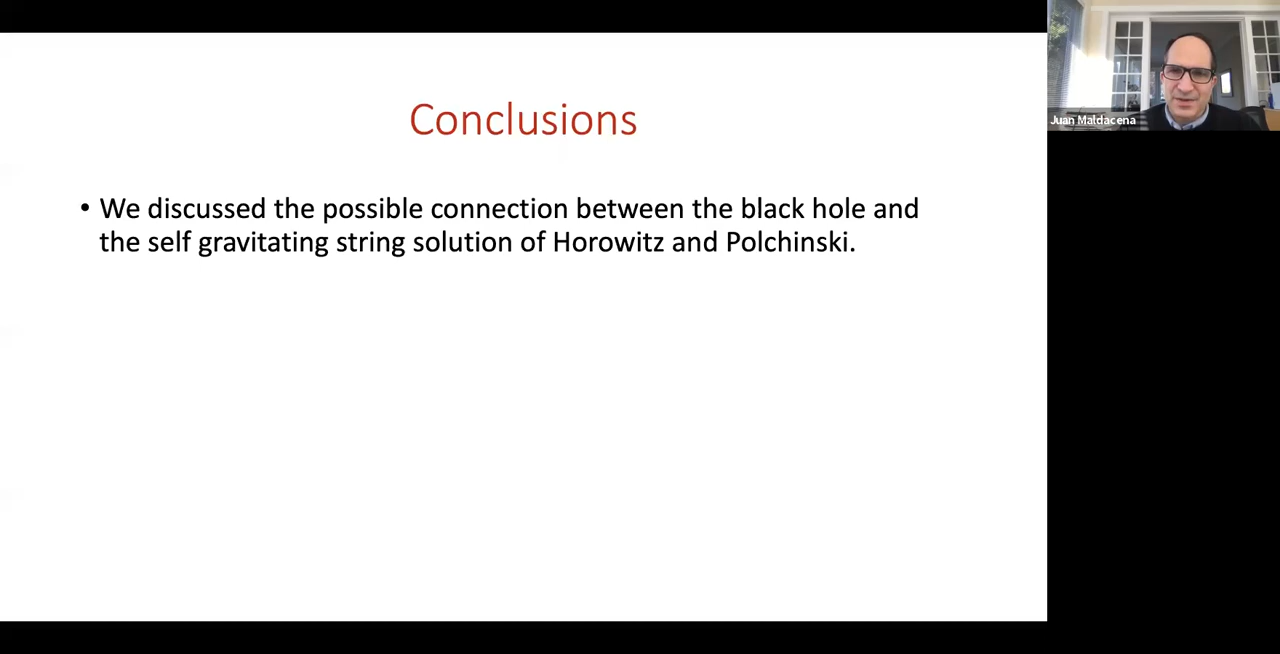 Conclusions
• We discussed the possible connection between the black hole and
the self gravitating string solution of Horowitz and Polchinski.
Juan Maldacena